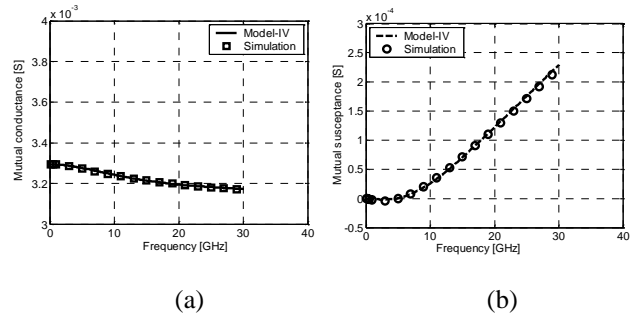 x 10⁻³
4
3.8
3.6
3.4
3.2
3
0 10 20 30 40
Mutual conductance [S]
Frequency [GHz]
Model-IV
Simulation
(a)
x 10⁻⁴
3
2.5
2
1.5
1
0.5
0
-0.5
0 10 20 30 40
Mutual susceptance [S]
Frequency [GHz]
Model-IV
Simulation
(b)